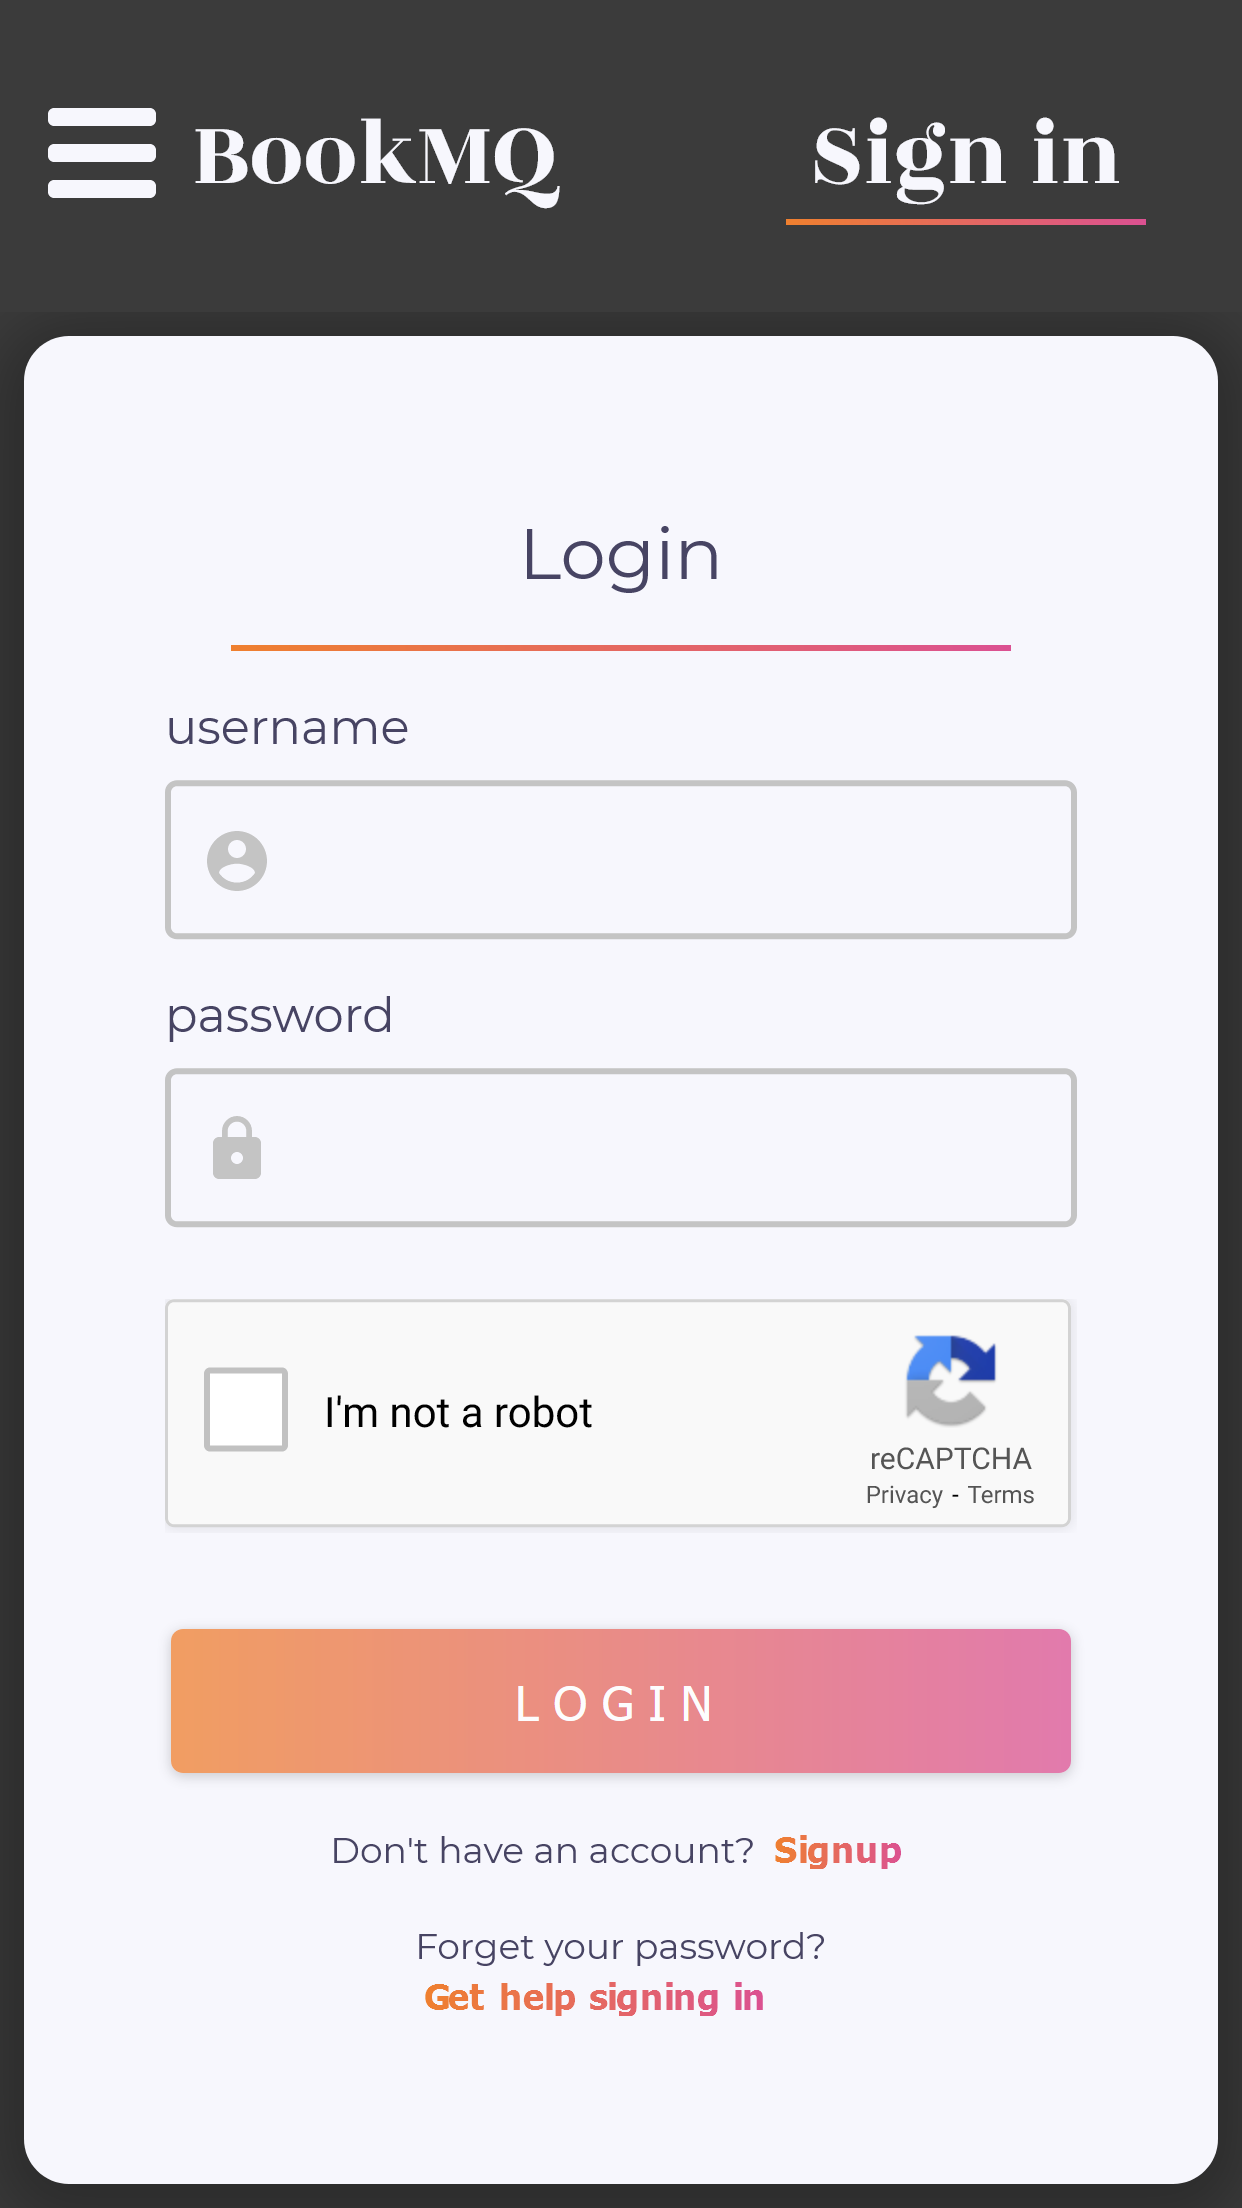 BookMQ
Sign in
Login
username
password
I'm not a robot
reCAPTCHA
Privacy - Terms
LOGIN
Don't have an account? Signup
Forget your password?
Get help signing in